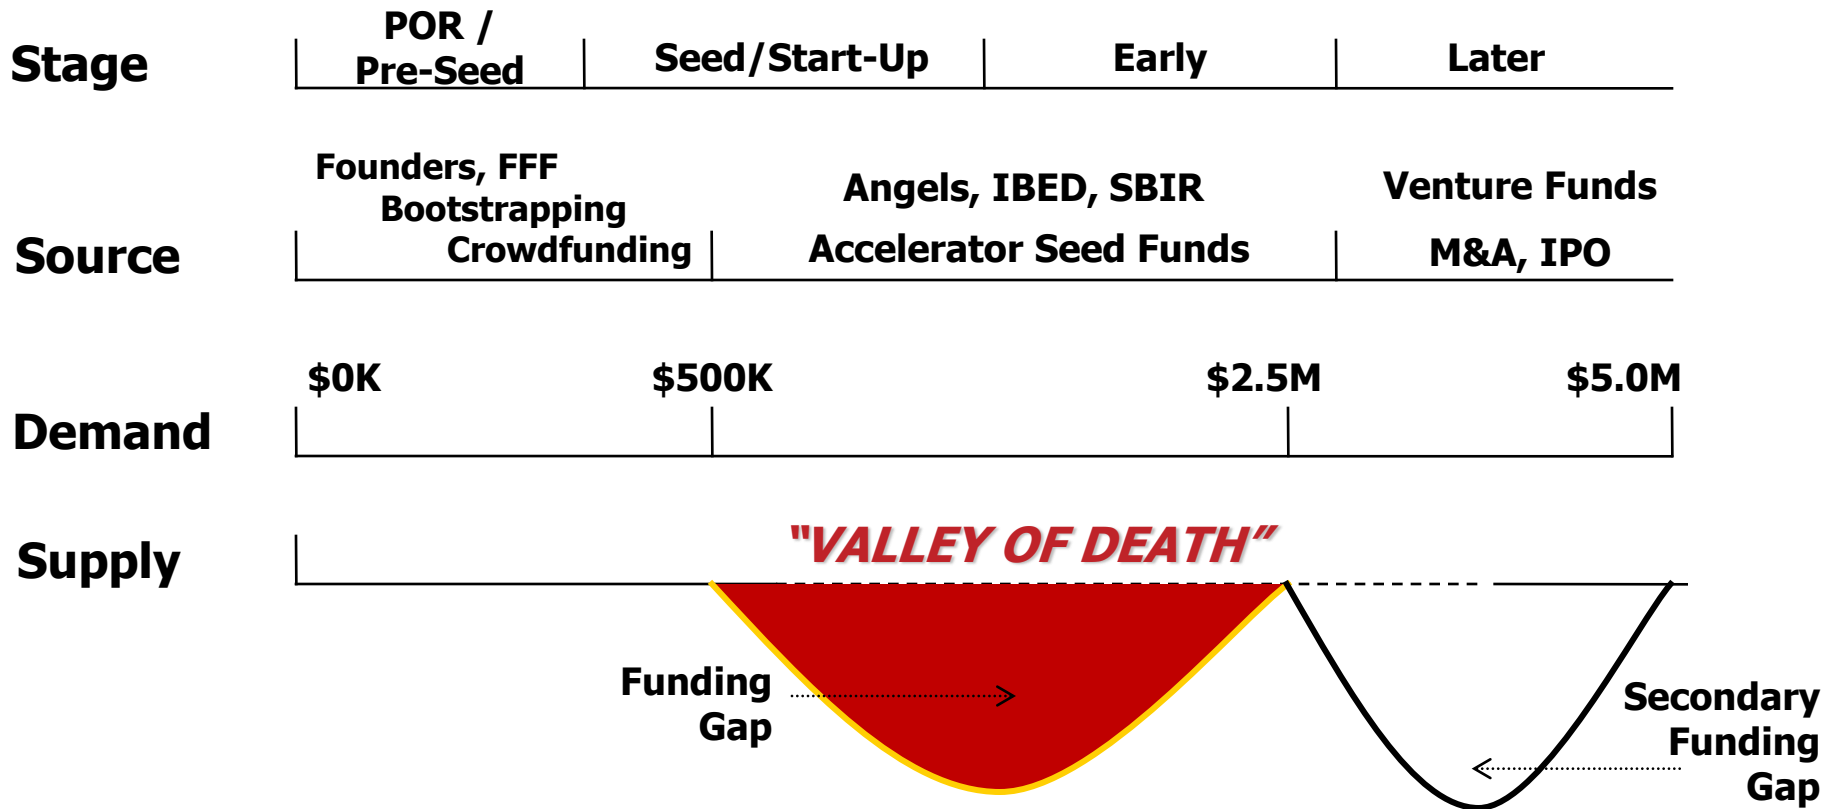 Stage
POR /
Pre-Seed
Seed/Start-Up
Early
Later
Source
Founders, FFF
Bootstrapping
Crowdfunding
Angels, IBED, SBIR
Accelerator Seed Funds
Venture Funds
M&A, IPO
Demand
$0K
$500K
$2.5M
$5.0M
Supply
"VALLEY OF DEATH"
Funding
Gap
Secondary
Funding
Gap